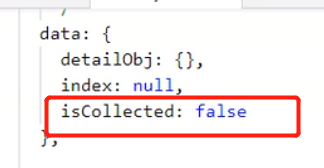 /
data: {
detailObj: {},
index: null,
isCollected: false
},